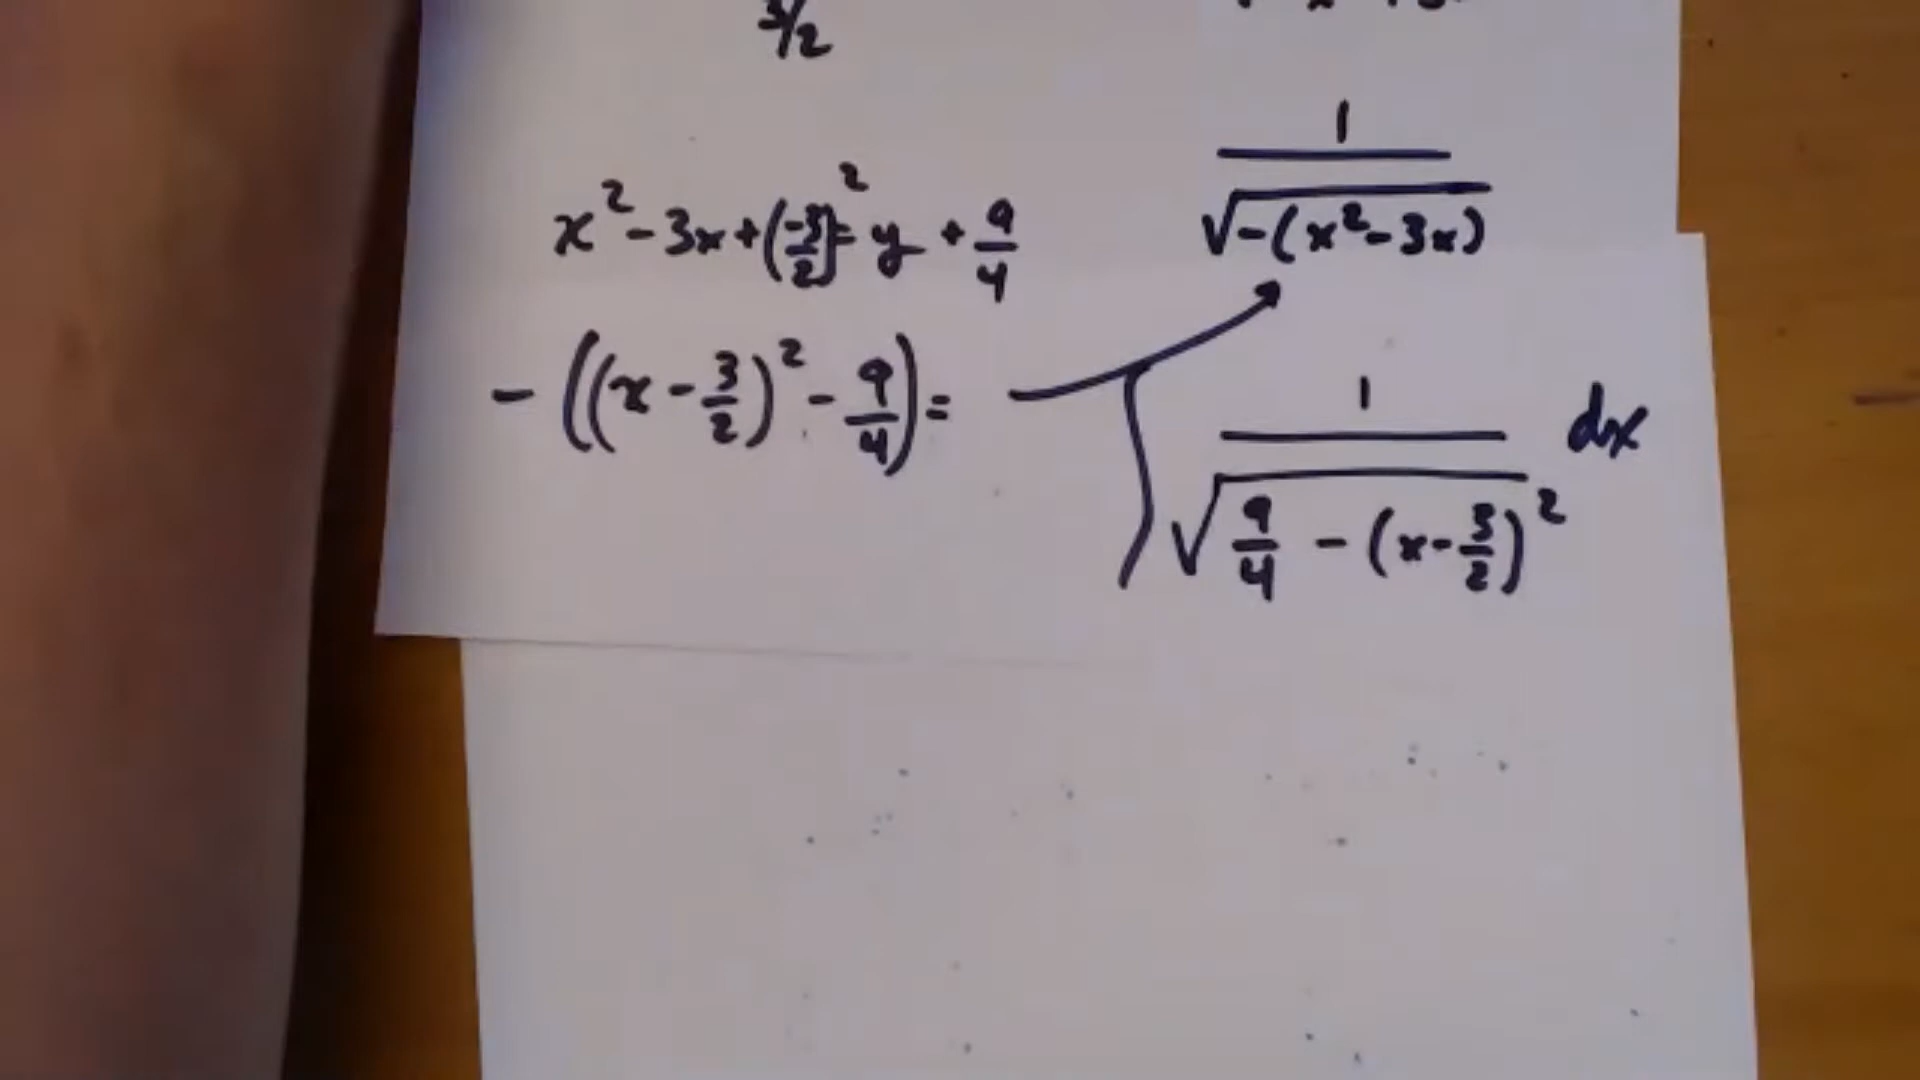 3/2
1
√-(x²-3x)
x² - 3x + (-3/2)² = y + 9/4
- ((x - 3/2)² - 9/4) =
1 dx
√9/4 - (x - 3/2)²